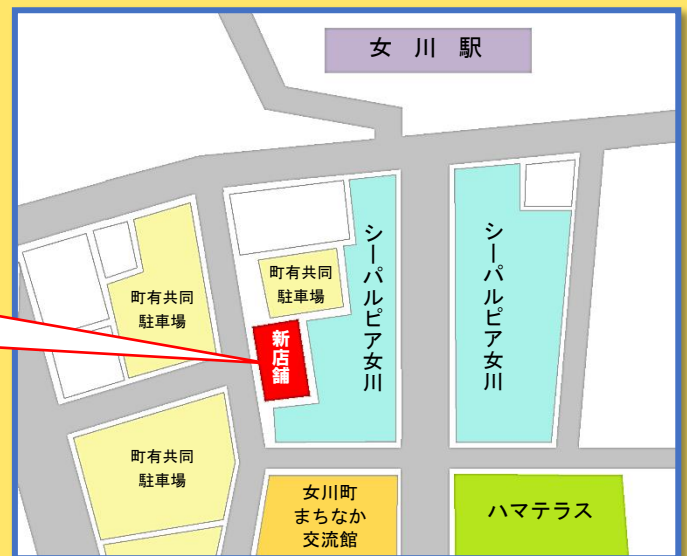 女川駅
シーパルピア女川
シーパルピア女川
町有共同
駐車場
町有共同
駐車場
新店舗
町有共同
駐車場
女川町
まちなか
交流館
ハマテラス